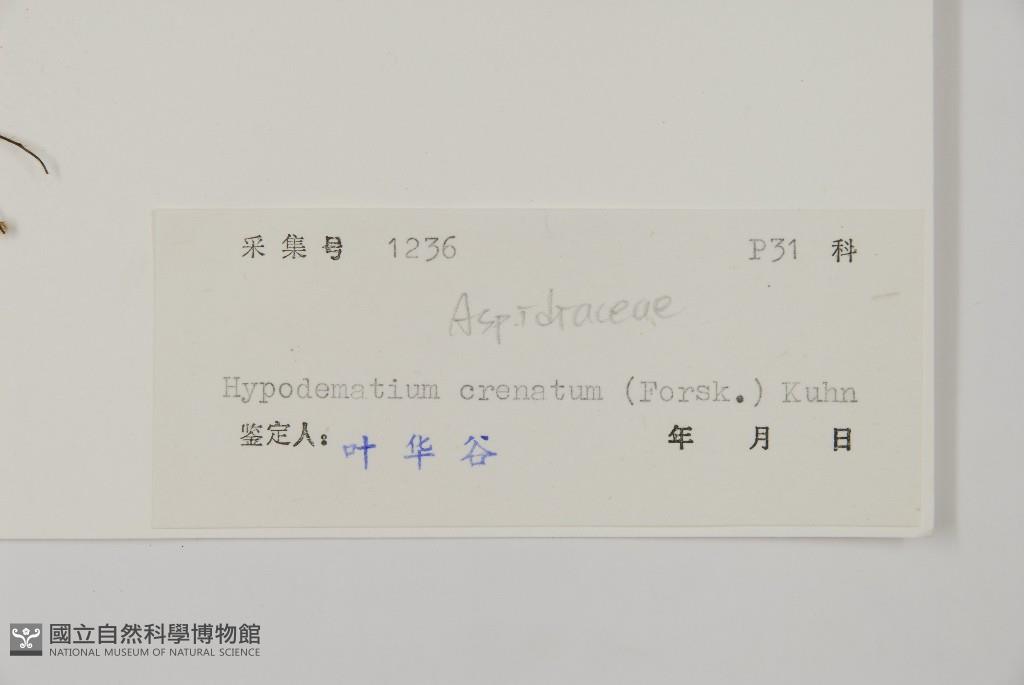 采集号 1236 P31 科
Aspidiaceae
Hypodematium crenatum (Forsk.) Kuhn
鉴定人: 叶华谷 年 月 日
國立自然科學博物館
NATIONAL MUSEUM OF NATURAL SCIENCE